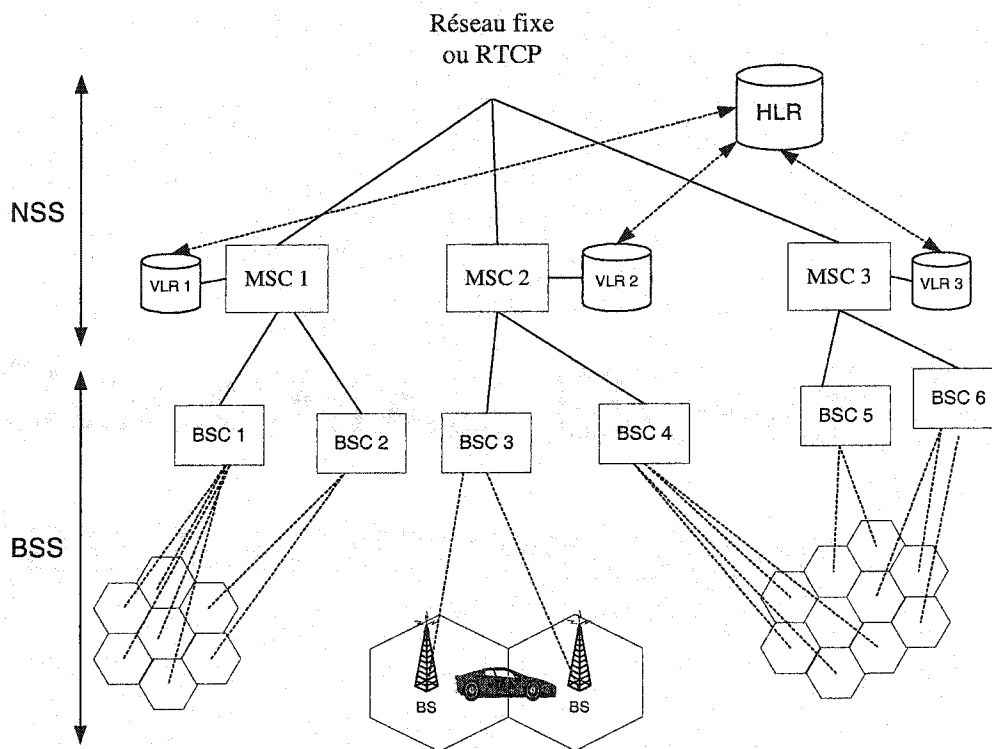 Réseau fixe
ou RTCP
HLR
NSS
VLR 1
MSC 1
MSC 2
VLR 2
MSC 3
VLR 3
BSC 1
BSC 2
BSC 3
BSC 4
BSC 5
BSC 6
BSS
BS
BS